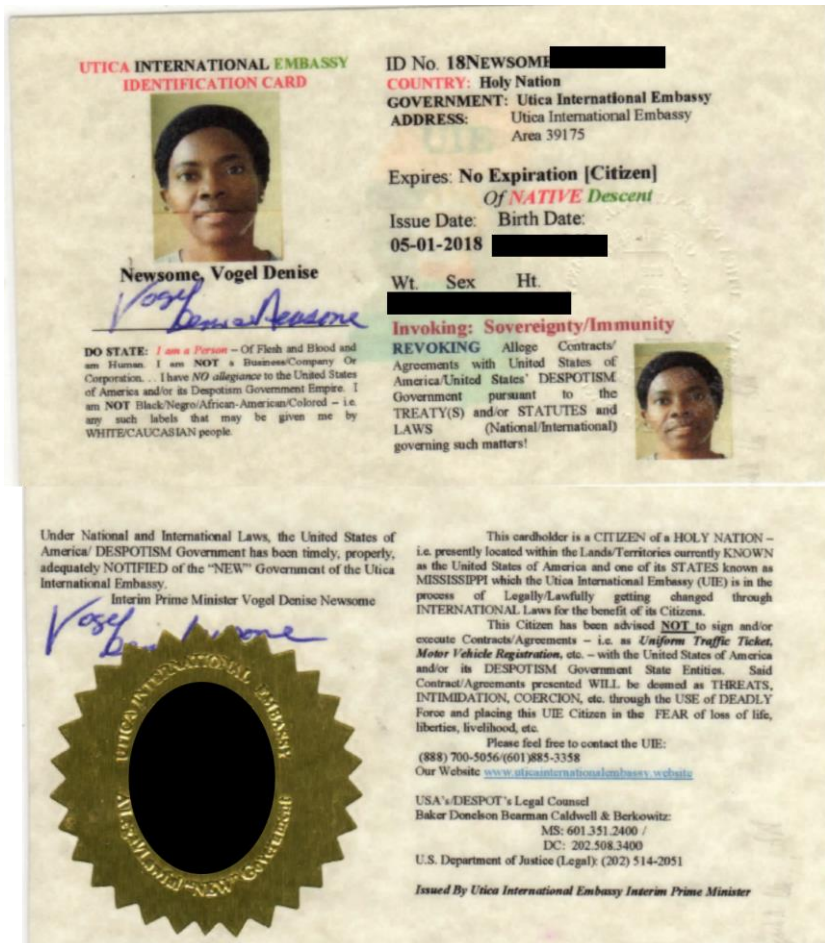 UTICA INTERNATIONAL EMBASSY
IDENTIFICATION CARD
Newsome, Vogel Denise
Vogel
Denise Newsome
DO STATE: I am a Person – Of Flesh and Blood and
am Human. I am NOT a Business/Company Or
Corporation. . . I have NO allegiance to the United States
of America and/or its Despotism Government Empire. I
am NOT Black/Negro/African-American/Colored – i.e.
any such labels that may be given me by
WHITE/CAUCASIAN people.
ID No. 18NEWSOME
COUNTRY: Holy Nation
GOVERNMENT: Utica International Embassy
ADDRESS: Utica International Embassy
Area 39175
UIE
Expires: No Expiration [Citizen]
Of NATIVE Descent
Issue Date: Birth Date:
05-01-2018
Wt. Sex Ht.
Invoking: Sovereignty/Immunity
REVOKING Allege Contracts/
Agreements with United States of
America/United States' DESPOTISM
Government pursuant to the
TREATY(S) and/or STATUTES and
LAWS (National/International)
governing such matters!
Under National and International Laws, the United States of
America/ DESPOTISM Government has been timely, properly,
adequately NOTIFIED of the "NEW" Government of the Utica
International Embassy.
Interim Prime Minister Vogel Denise Newsome
Vogel
Denise Newsome
UTICA INTERNATIONAL EMBASSY
"NEW" Government
This cardholder is a CITIZEN of a HOLY NATION –
i.e. presently located within the Lands/Territories currently KNOWN
as the United States of America and one of its STATES known as
MISSISSIPPI which the Utica International Embassy (UIE) is in the
process of Legally/Lawfully getting changed through
INTERNATIONAL Laws for the benefit of its Citizens.
This Citizen has been advised NOT to sign and/or
execute Contracts/Agreements – i.e. as Uniform Traffic Ticket,
Motor Vehicle Registration, etc. – with the United States of America
and/or its DESPOTISM Government State Entities. Said
Contract/Agreements presented WILL be deemed as THREATS,
INTIMIDATION, COERCION, etc. through the USE of DEADLY
Force and placing this UIE Citizen in the FEAR of loss of life,
liberties, livelihood, etc.
Please feel free to contact the UIE:
(888) 700-5056/(601)885-3358
Our Website www.uticainternationalembassy.website
USA's/DESPOT's Legal Counsel
Baker Donelson Bearman Caldwell & Berkowitz:
MS: 601.351.2400 /
DC: 202.508.3400
U.S. Department of Justice (Legal): (202) 514-2051
Issued By Utica International Embassy Interim Prime Minister